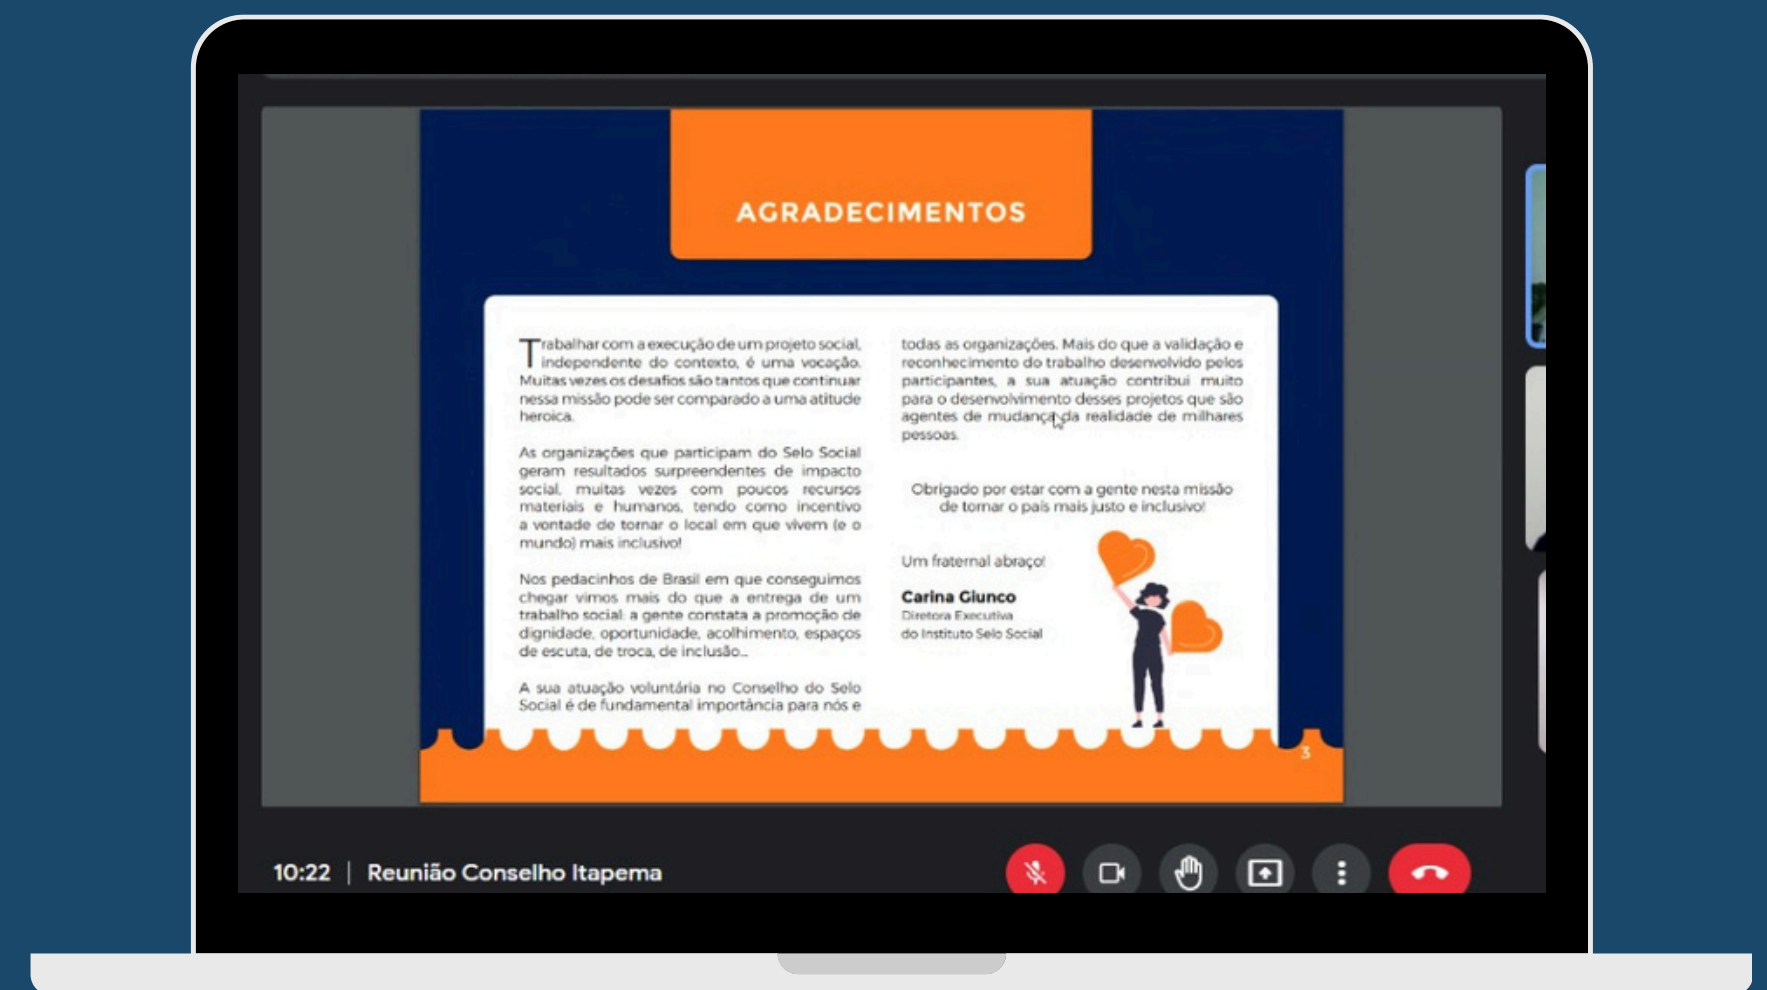 AGRADECIMENTOS
Trabalhar com a execução de um projeto social,
independente do contexto, é uma vocação.
Muitas vezes os desafios são tantos que continuar
nessa missão pode ser comparado a uma atitude
heroica.
As organizações que participam do Selo Social
geram resultados surpreendentes de impacto
social, muitas vezes com poucos recursos
materiais e humanos, tendo como incentivo
a vontade de tornar o local em que vivem (e o
mundo) mais inclusivo!
Nos pedacinhos de Brasil em que conseguimos
chegar vimos mais do que a entrega de um
trabalho social: a gente constata a promoção de
dignidade, oportunidade, acolhimento, espaços
de escuta, de troca, de inclusão...
A sua atuação voluntária no Conselho do Selo
Social é de fundamental importância para nós e
todas as organizações. Mais do que a validação e
reconhecimento do trabalho desenvolvido pelos
participantes, a sua atuação contribui muito
para o desenvolvimento desses projetos que são
agentes de mudança da realidade de milhares
pessoas.
Obrigado por estar com a gente nesta missão
de tornar o país mais justo e inclusivo!
Um fraternal abraço!
Carina Giunco
Diretora Executiva
do Instituto Selo Social
3
10:22 | Reunião Conselho Itapema